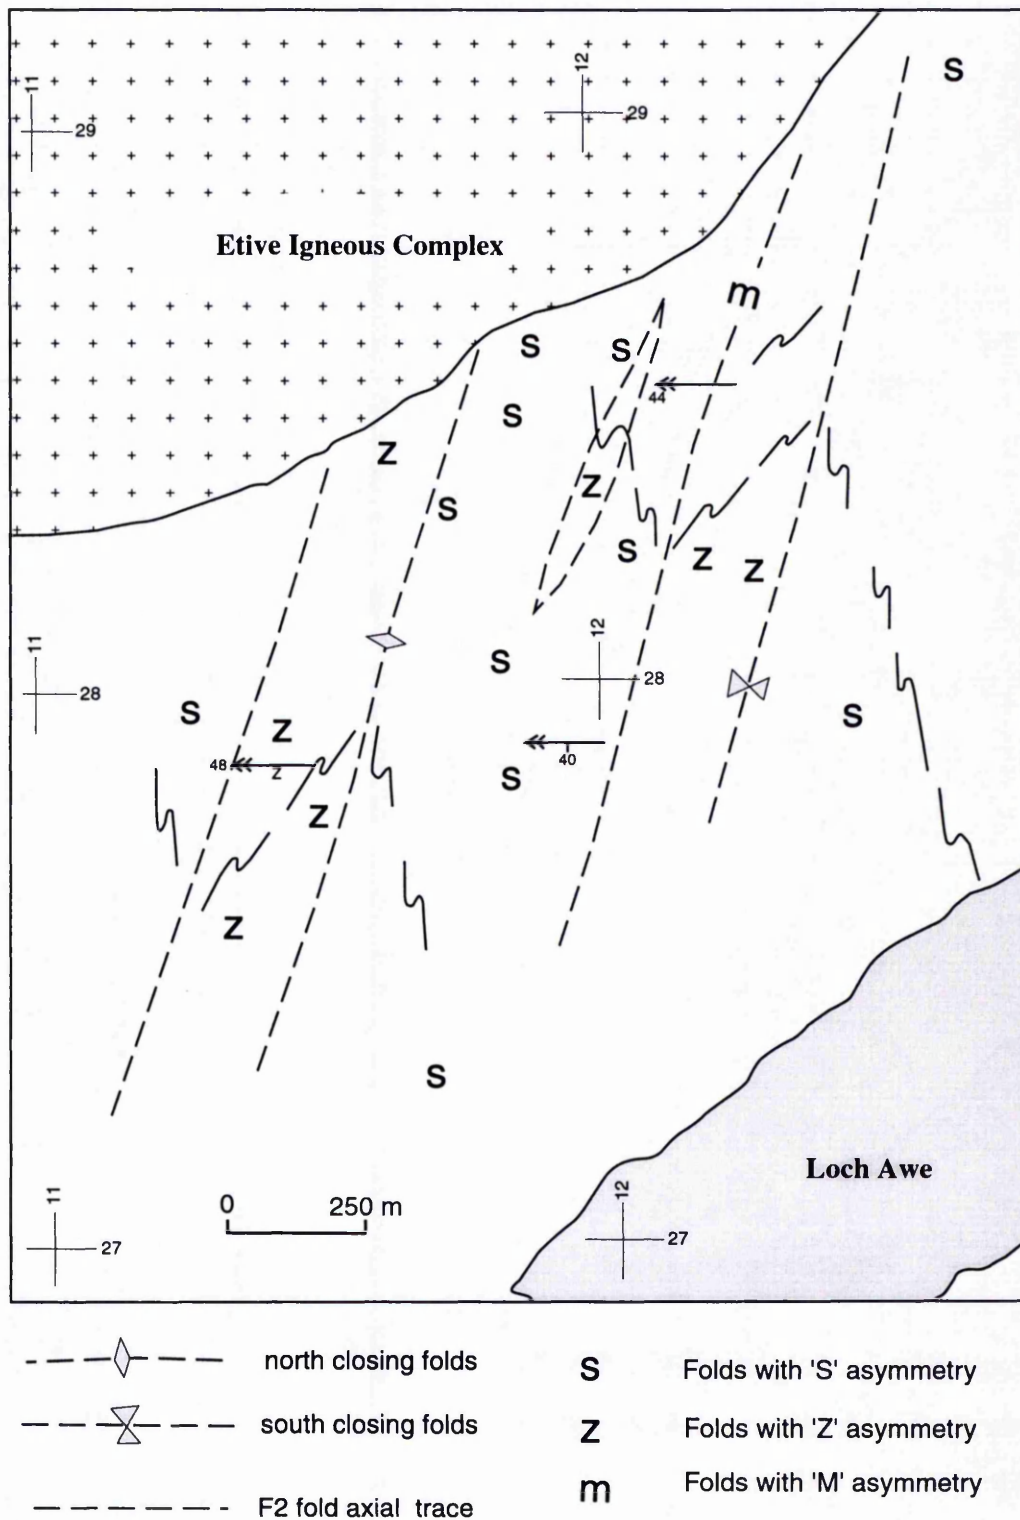 S
11
29
12
29
Etive Igneous Complex
m
S
S
44
S
Z
Z
S
S
Z
Z
S
12
28
11
28
S
S
Z
S
48
Z
40
S
Z
Z
S
Loch Awe
0 250 m
11
27
12
27
north closing folds
S Folds with 'S' asymmetry
south closing folds
Z Folds with 'Z' asymmetry
m Folds with 'M' asymmetry
F2 fold axial trace